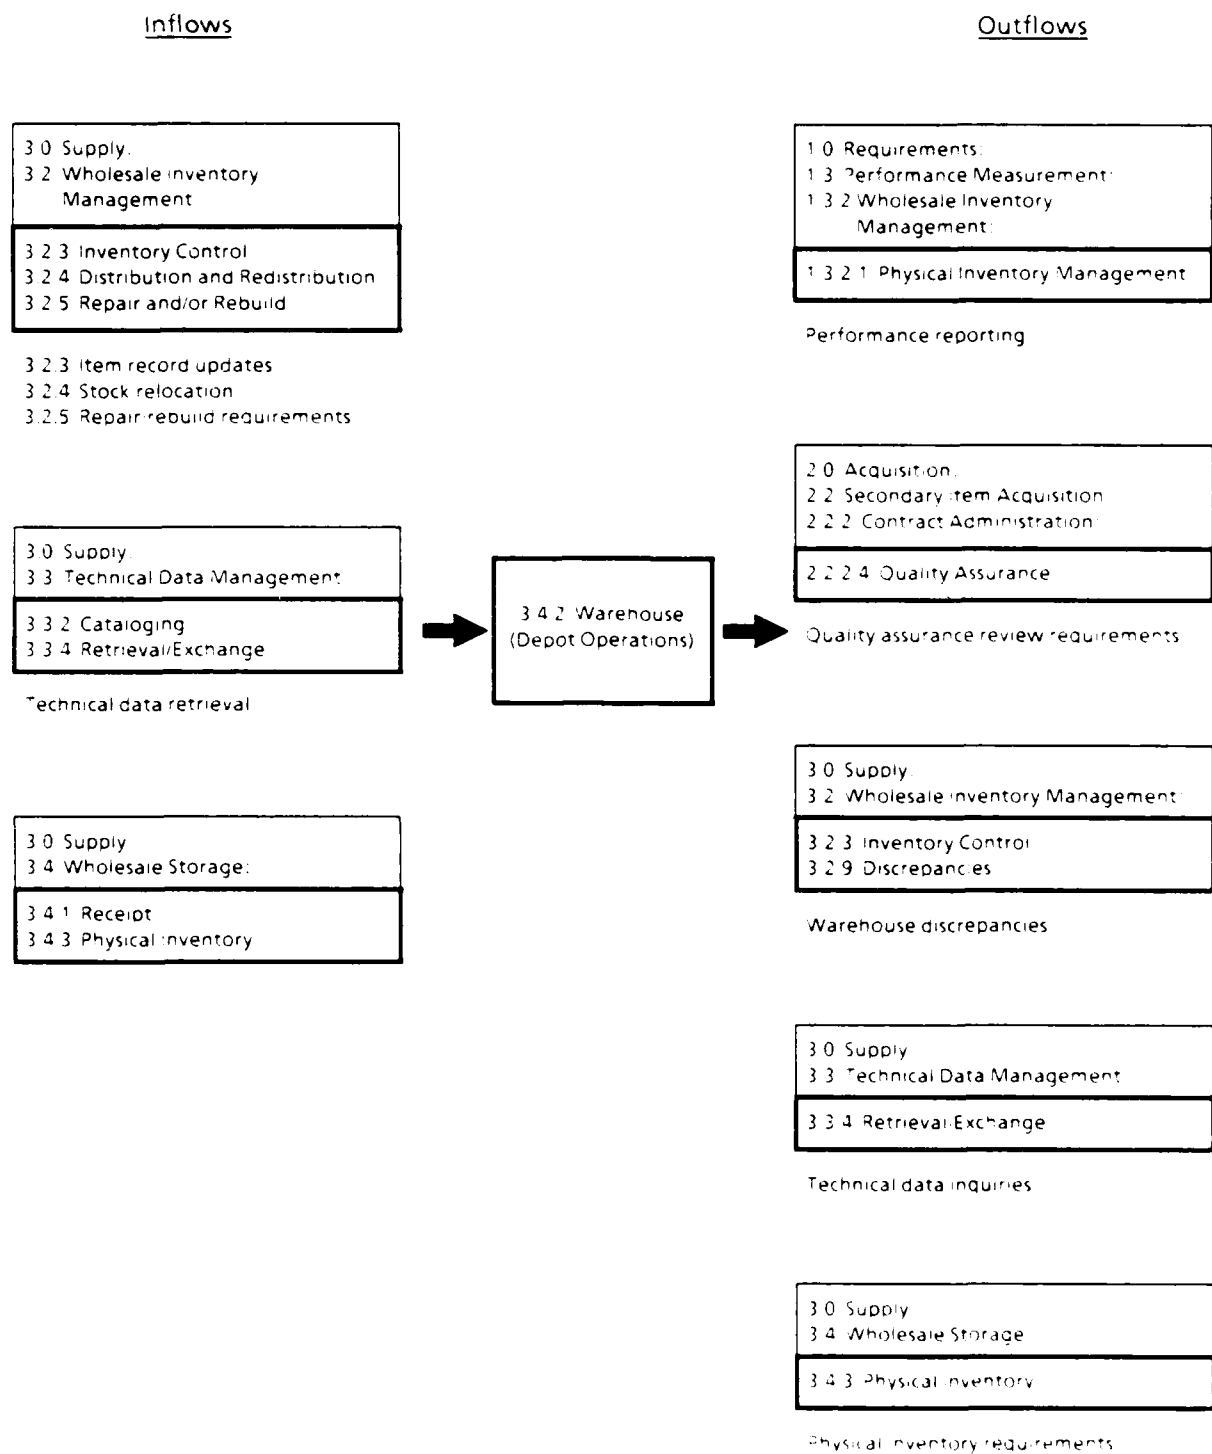 Inflows
3.0 Supply:
3.2 Wholesale Inventory
Management
3.2.3 Inventory Control
3.2.4 Distribution and Redistribution
3.2.5 Repair and/or Rebuild
3.2.3 Item record updates
3.2.4 Stock relocation
3.2.5 Repair/rebuild requirements
3.0 Supply:
3.3 Technical Data Management
3.3.2 Cataloging
3.3.4 Retrieval/Exchange
Technical data retrieval
3.0 Supply
3.4 Wholesale Storage:
3.4.1 Receipt
3.4.3 Physical Inventory
3.4.2 Warehouse
(Depot Operations)
Outflows
1.0 Requirements:
1.3 Performance Measurement:
1.3.2 Wholesale Inventory
Management:
1.3.2.1 Physical Inventory Management
Performance reporting
2.0 Acquisition:
2.2 Secondary Item Acquisition
2.2.2 Contract Administration:
2.2.2.4 Quality Assurance
Quality assurance review requirements
3.0 Supply:
3.2 Wholesale Inventory Management:
3.2.3 Inventory Control
3.2.9 Discrepancies
Warehouse discrepancies
3.0 Supply
3.3 Technical Data Management
3.3.4 Retrieval/Exchange
Technical data inquiries
3.0 Supply
3.4 Wholesale Storage
3.4.3 Physical Inventory
Physical inventory requirements